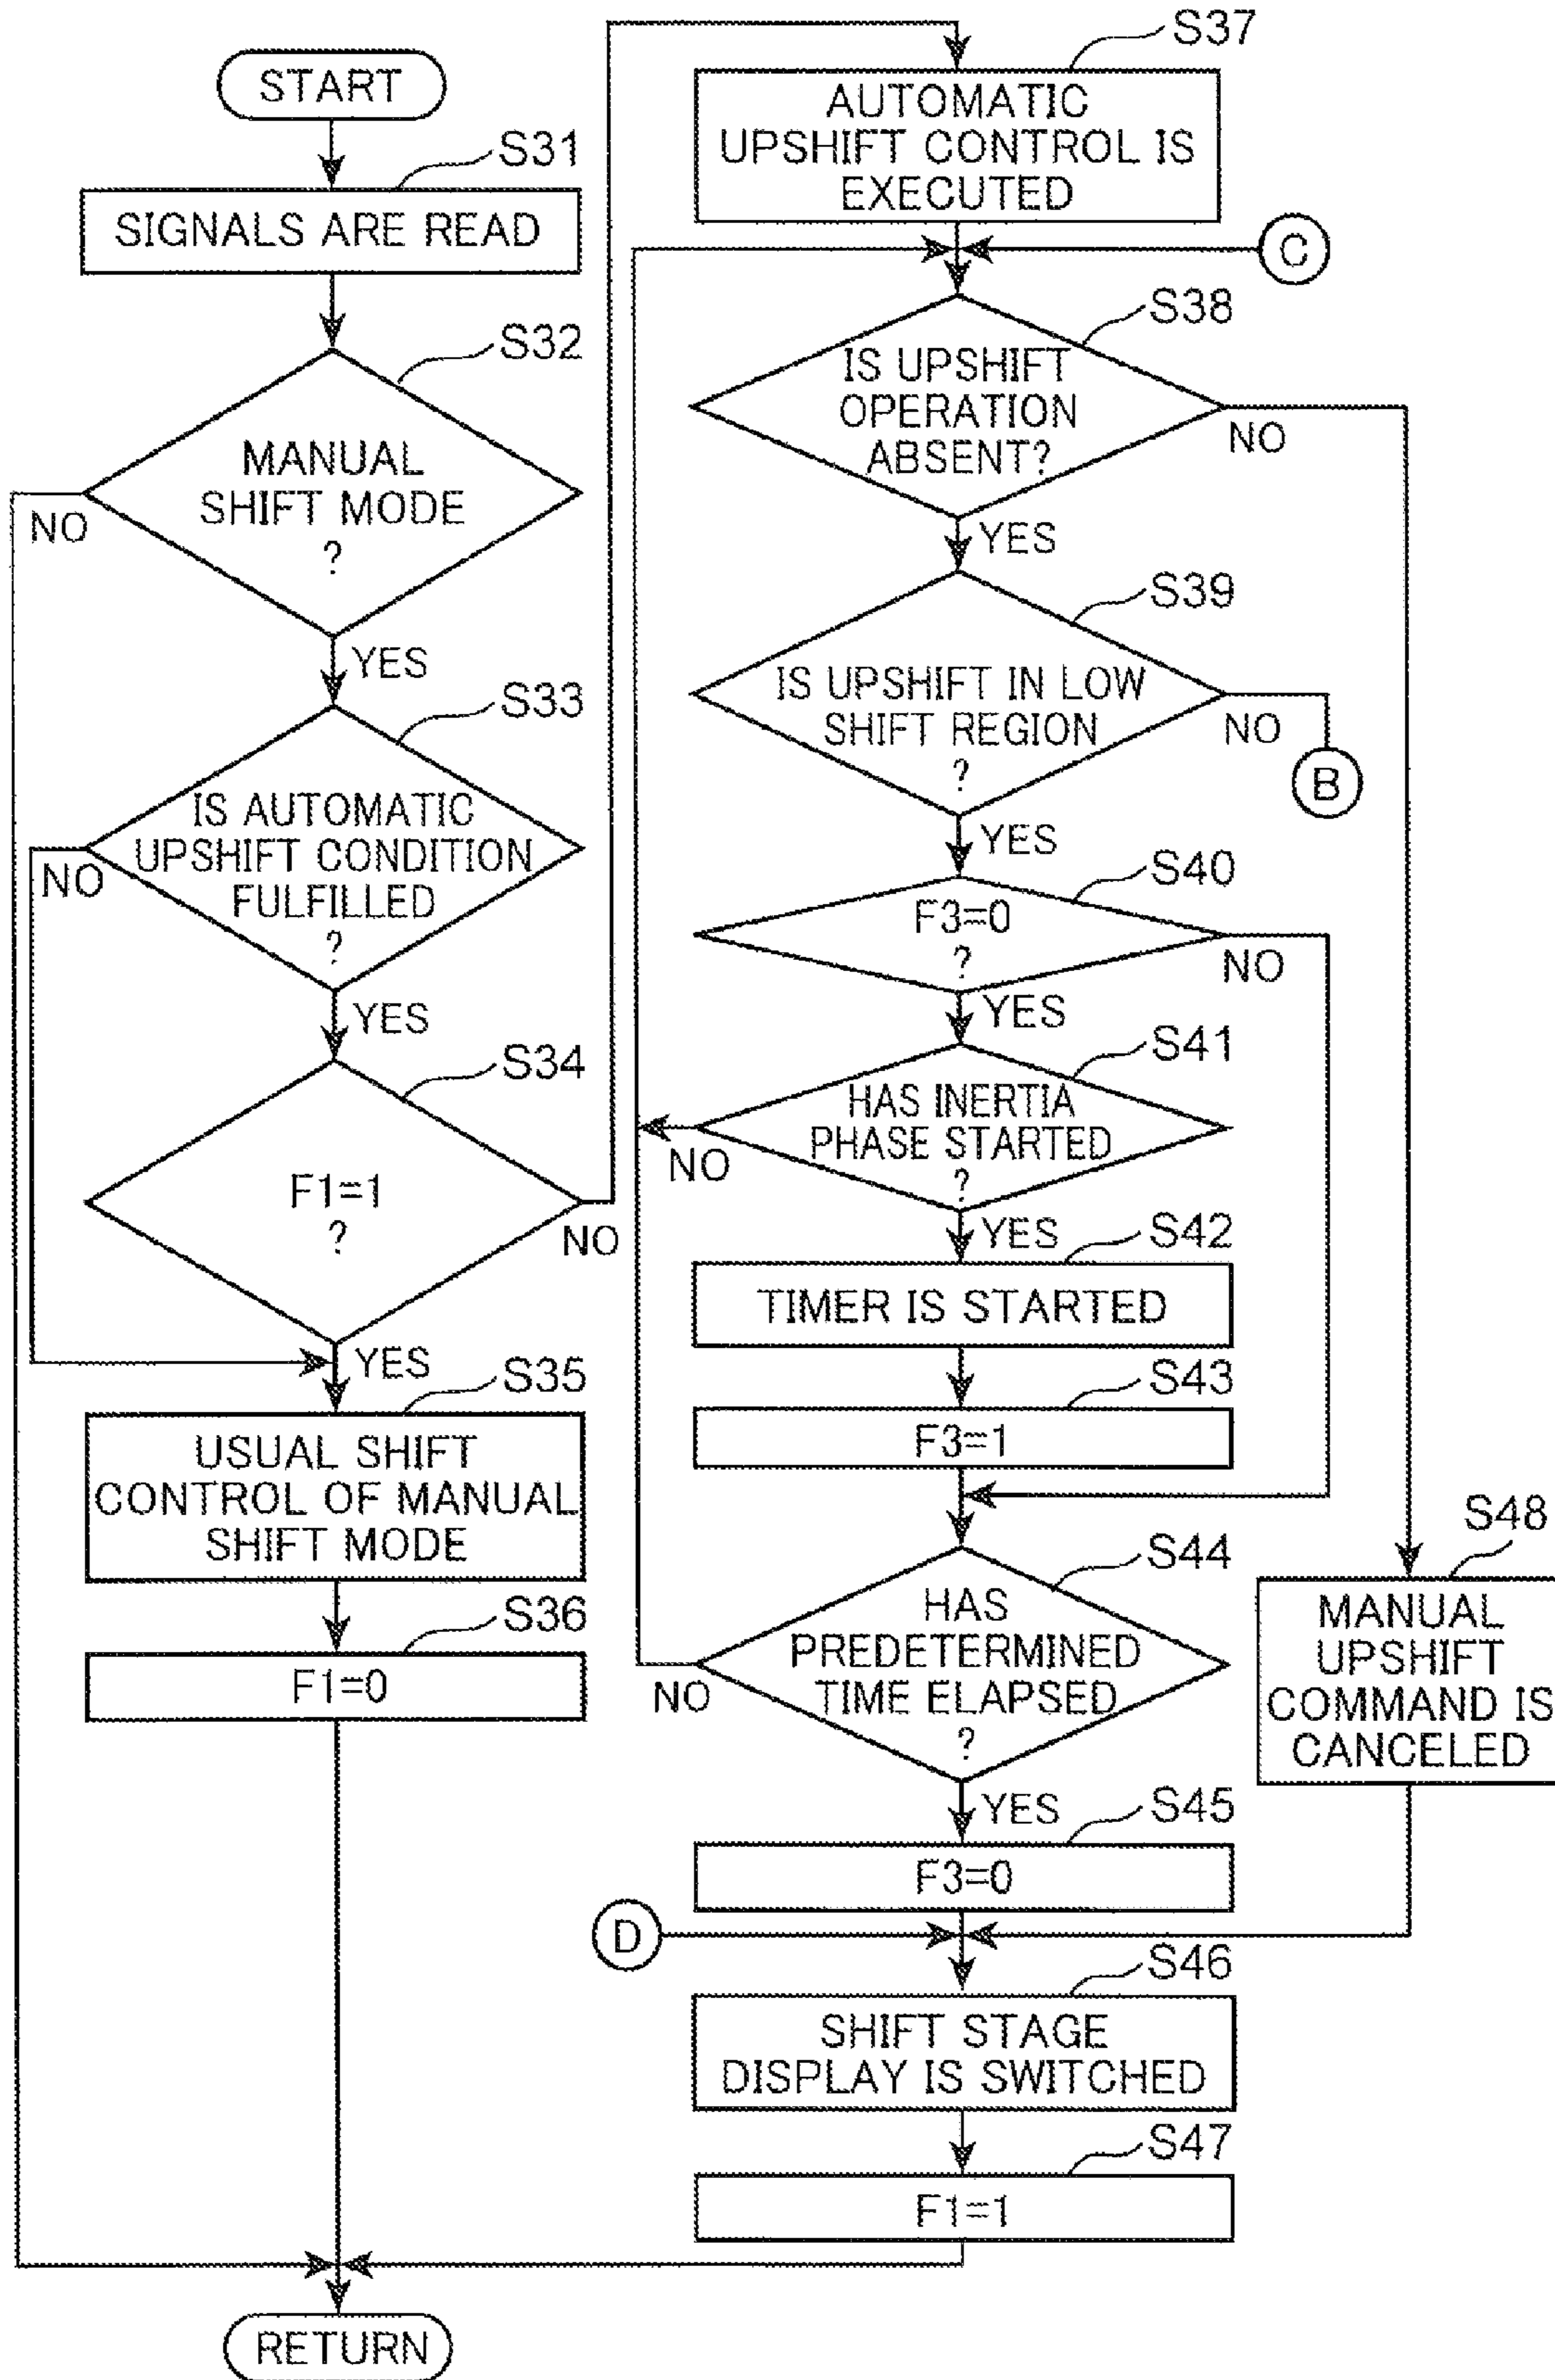 START
S31
SIGNALS ARE READ
S32
MANUAL
SHIFT MODE
?
NO
YES
S33
IS AUTOMATIC
UPSHIFT CONDITION
FULFILLED
?
NO
YES
S34
F1=1
?
NO
YES
S35
USUAL SHIFT
CONTROL OF MANUAL
SHIFT MODE
S36
F1=0
RETURN
S37
AUTOMATIC
UPSHIFT CONTROL IS
EXECUTED
C
S38
IS UPSHIFT
OPERATION
ABSENT?
NO
YES
S39
IS UPSHIFT IN LOW
SHIFT REGION
?
NO
B
YES
S40
F3=0
?
NO
YES
S41
HAS INERTIA
PHASE STARTED
?
NO
YES
S42
TIMER IS STARTED
S43
F3=1
S44
HAS
PREDETERMINED
TIME ELAPSED
?
NO
YES
S45
F3=0
D
S46
SHIFT STAGE
DISPLAY IS SWITCHED
S47
F1=1
S48
MANUAL
UPSHIFT
COMMAND IS
CANCELED